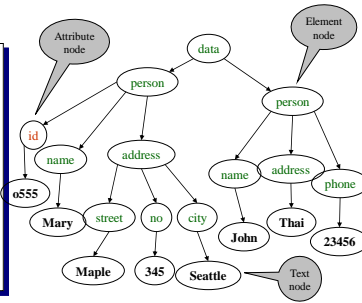 Attribute
node
Element
node
data
person
person
id
name
address
name
address
phone
o555
Mary
street
no
city
John
Thai
23456
Maple
345
Seattle
Text
node